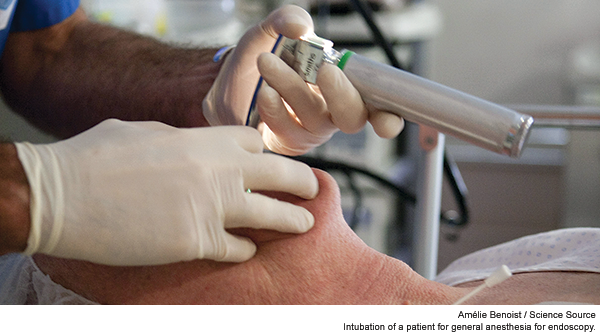 Amélie Benoist / Science Source
Intubation of a patient for general anesthesia for endoscopy.